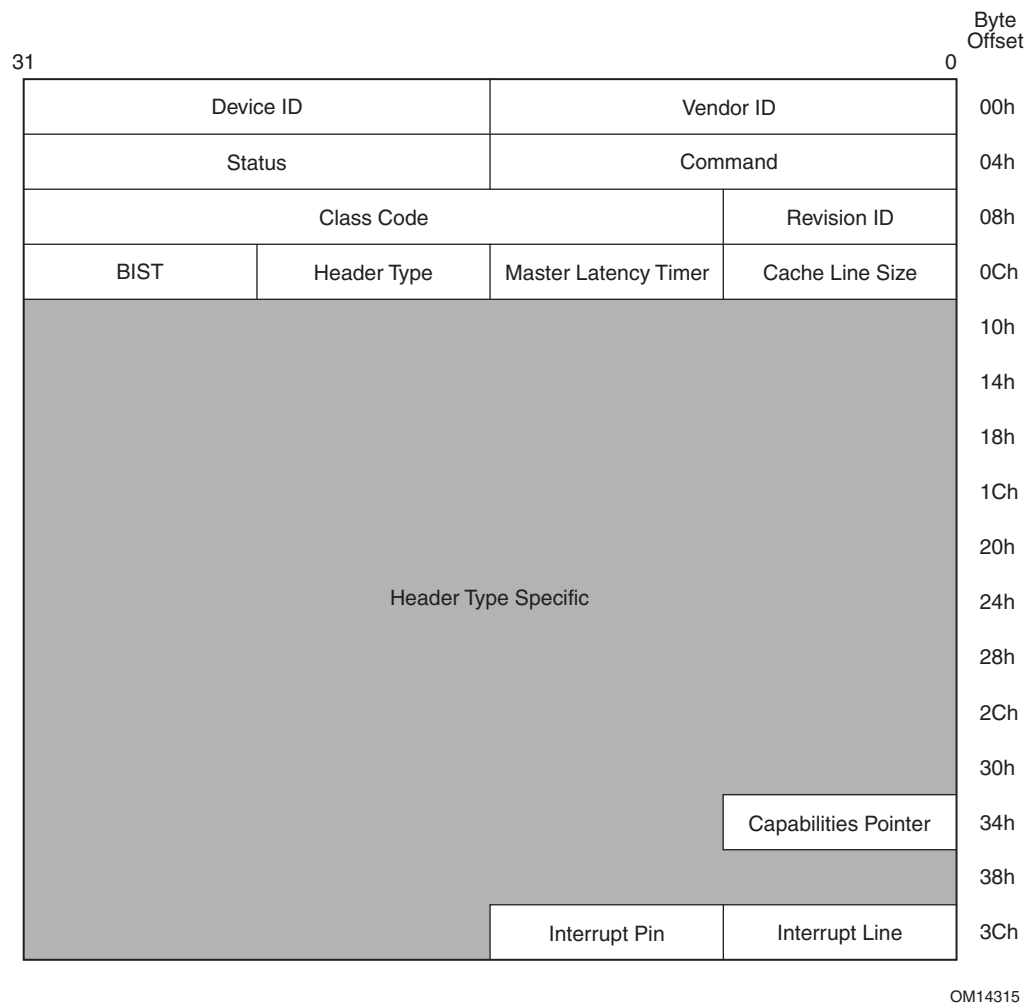 Byte
Offset
31 0
Device ID Vendor ID 00h
Status Command 04h
Class Code Revision ID 08h
BIST Header Type Master Latency Timer Cache Line Size 0Ch
10h
14h
18h
1Ch
20h
Header Type Specific 24h
28h
2Ch
30h
Capabilities Pointer 34h
38h
Interrupt Pin Interrupt Line 3Ch
OM14315